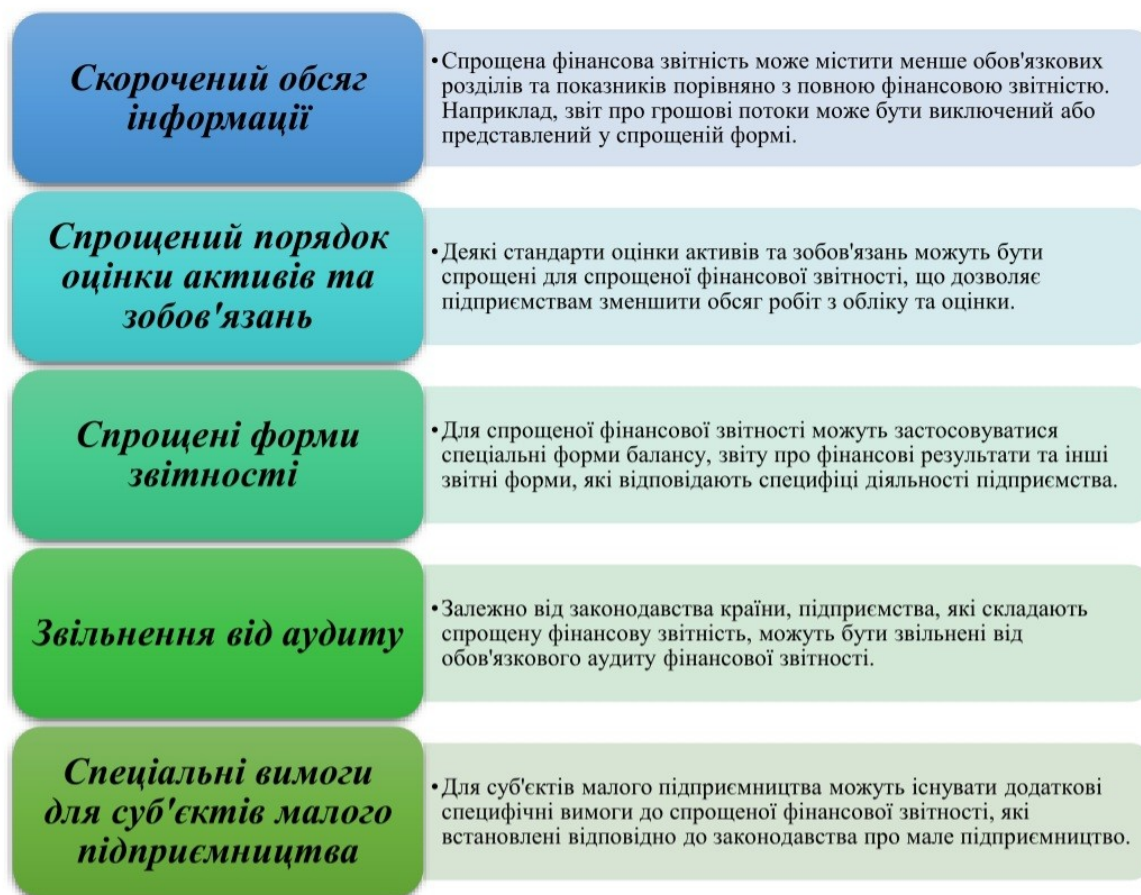 Скорочений обсяг
інформації
•Спрощена фінансова звітність може містити менше обов'язкових
розділів та показників порівняно з повною фінансовою звітністю.
Наприклад, звіт про грошові потоки може бути виключений або
представлений у спрощеній формі.
Спрощений порядок
оцінки активів та
зобов'язань
•Деякі стандарти оцінки активів та зобов'язань можуть бути
спрощені для спрощеної фінансової звітності, що дозволяє
підприємствам зменшити обсяг робіт з обліку та оцінки.
Спрощені форми
звітності
•Для спрощеної фінансової звітності можуть застосовуватися
спеціальні форми балансу, звіту про фінансові результати та інші
звітні форми, які відповідають специфіці діяльності підприємства.
Звільнення від аудиту
•Залежно від законодавства країни, підприємства, які складають
спрощену фінансову звітність, можуть бути звільнені від
обов'язкового аудиту фінансової звітності.
Спеціальні вимоги
для суб'єктів малого
підприємництва
•Для суб'єктів малого підприємництва можуть існувати додаткові
специфічні вимоги до спрощеної фінансової звітності, які
встановлені відповідно до законодавства про мале підприємництво.